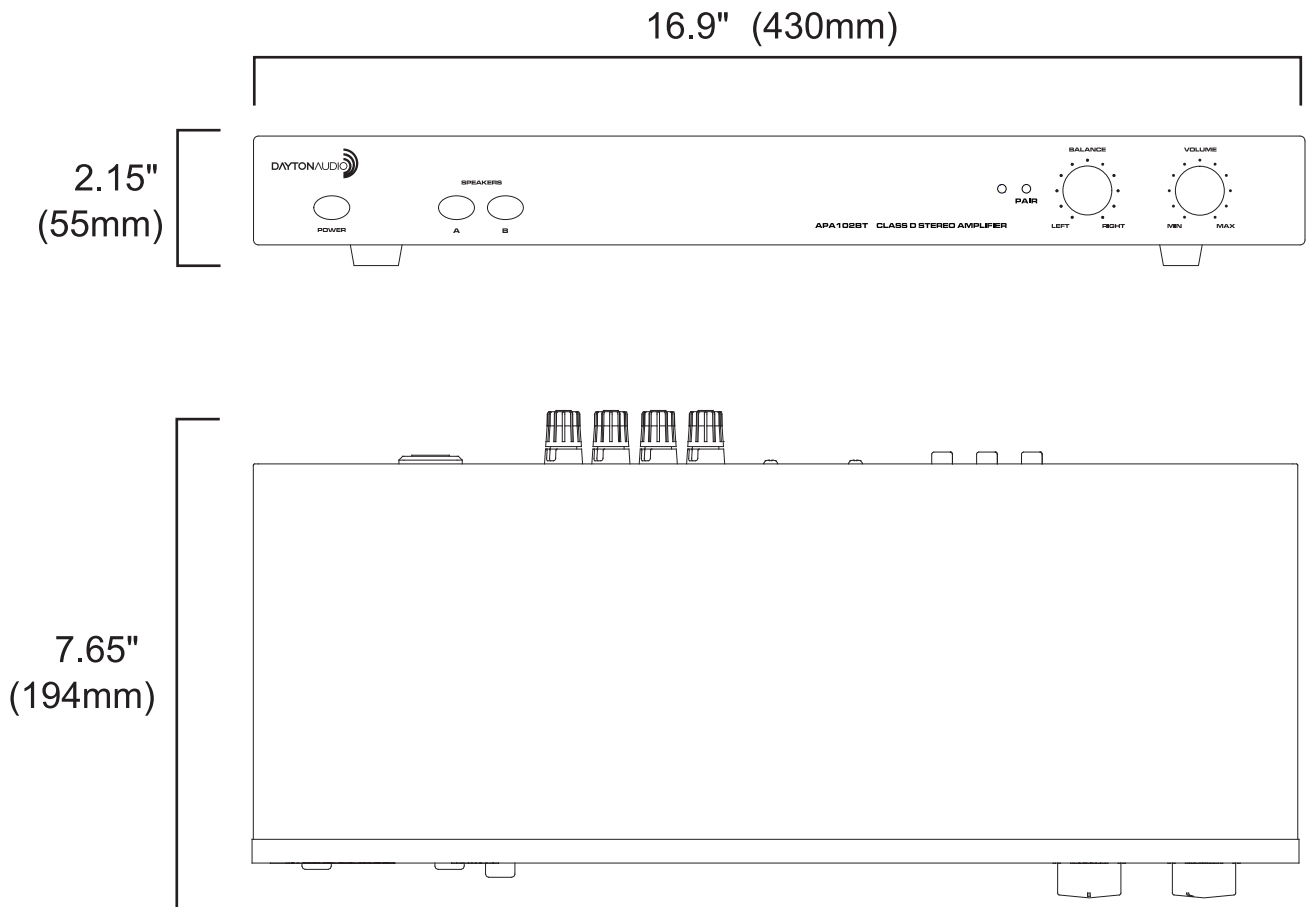 16.9" (430mm)
2.15"
(55mm)
DAYTONAUDIO
POWER
SPEAKERS
A B
PAIR
APA102BT CLASS D STEREO AMPLIFIER
BALANCE
LEFT RIGHT
VOLUME
MIN MAX
7.65"
(194mm)